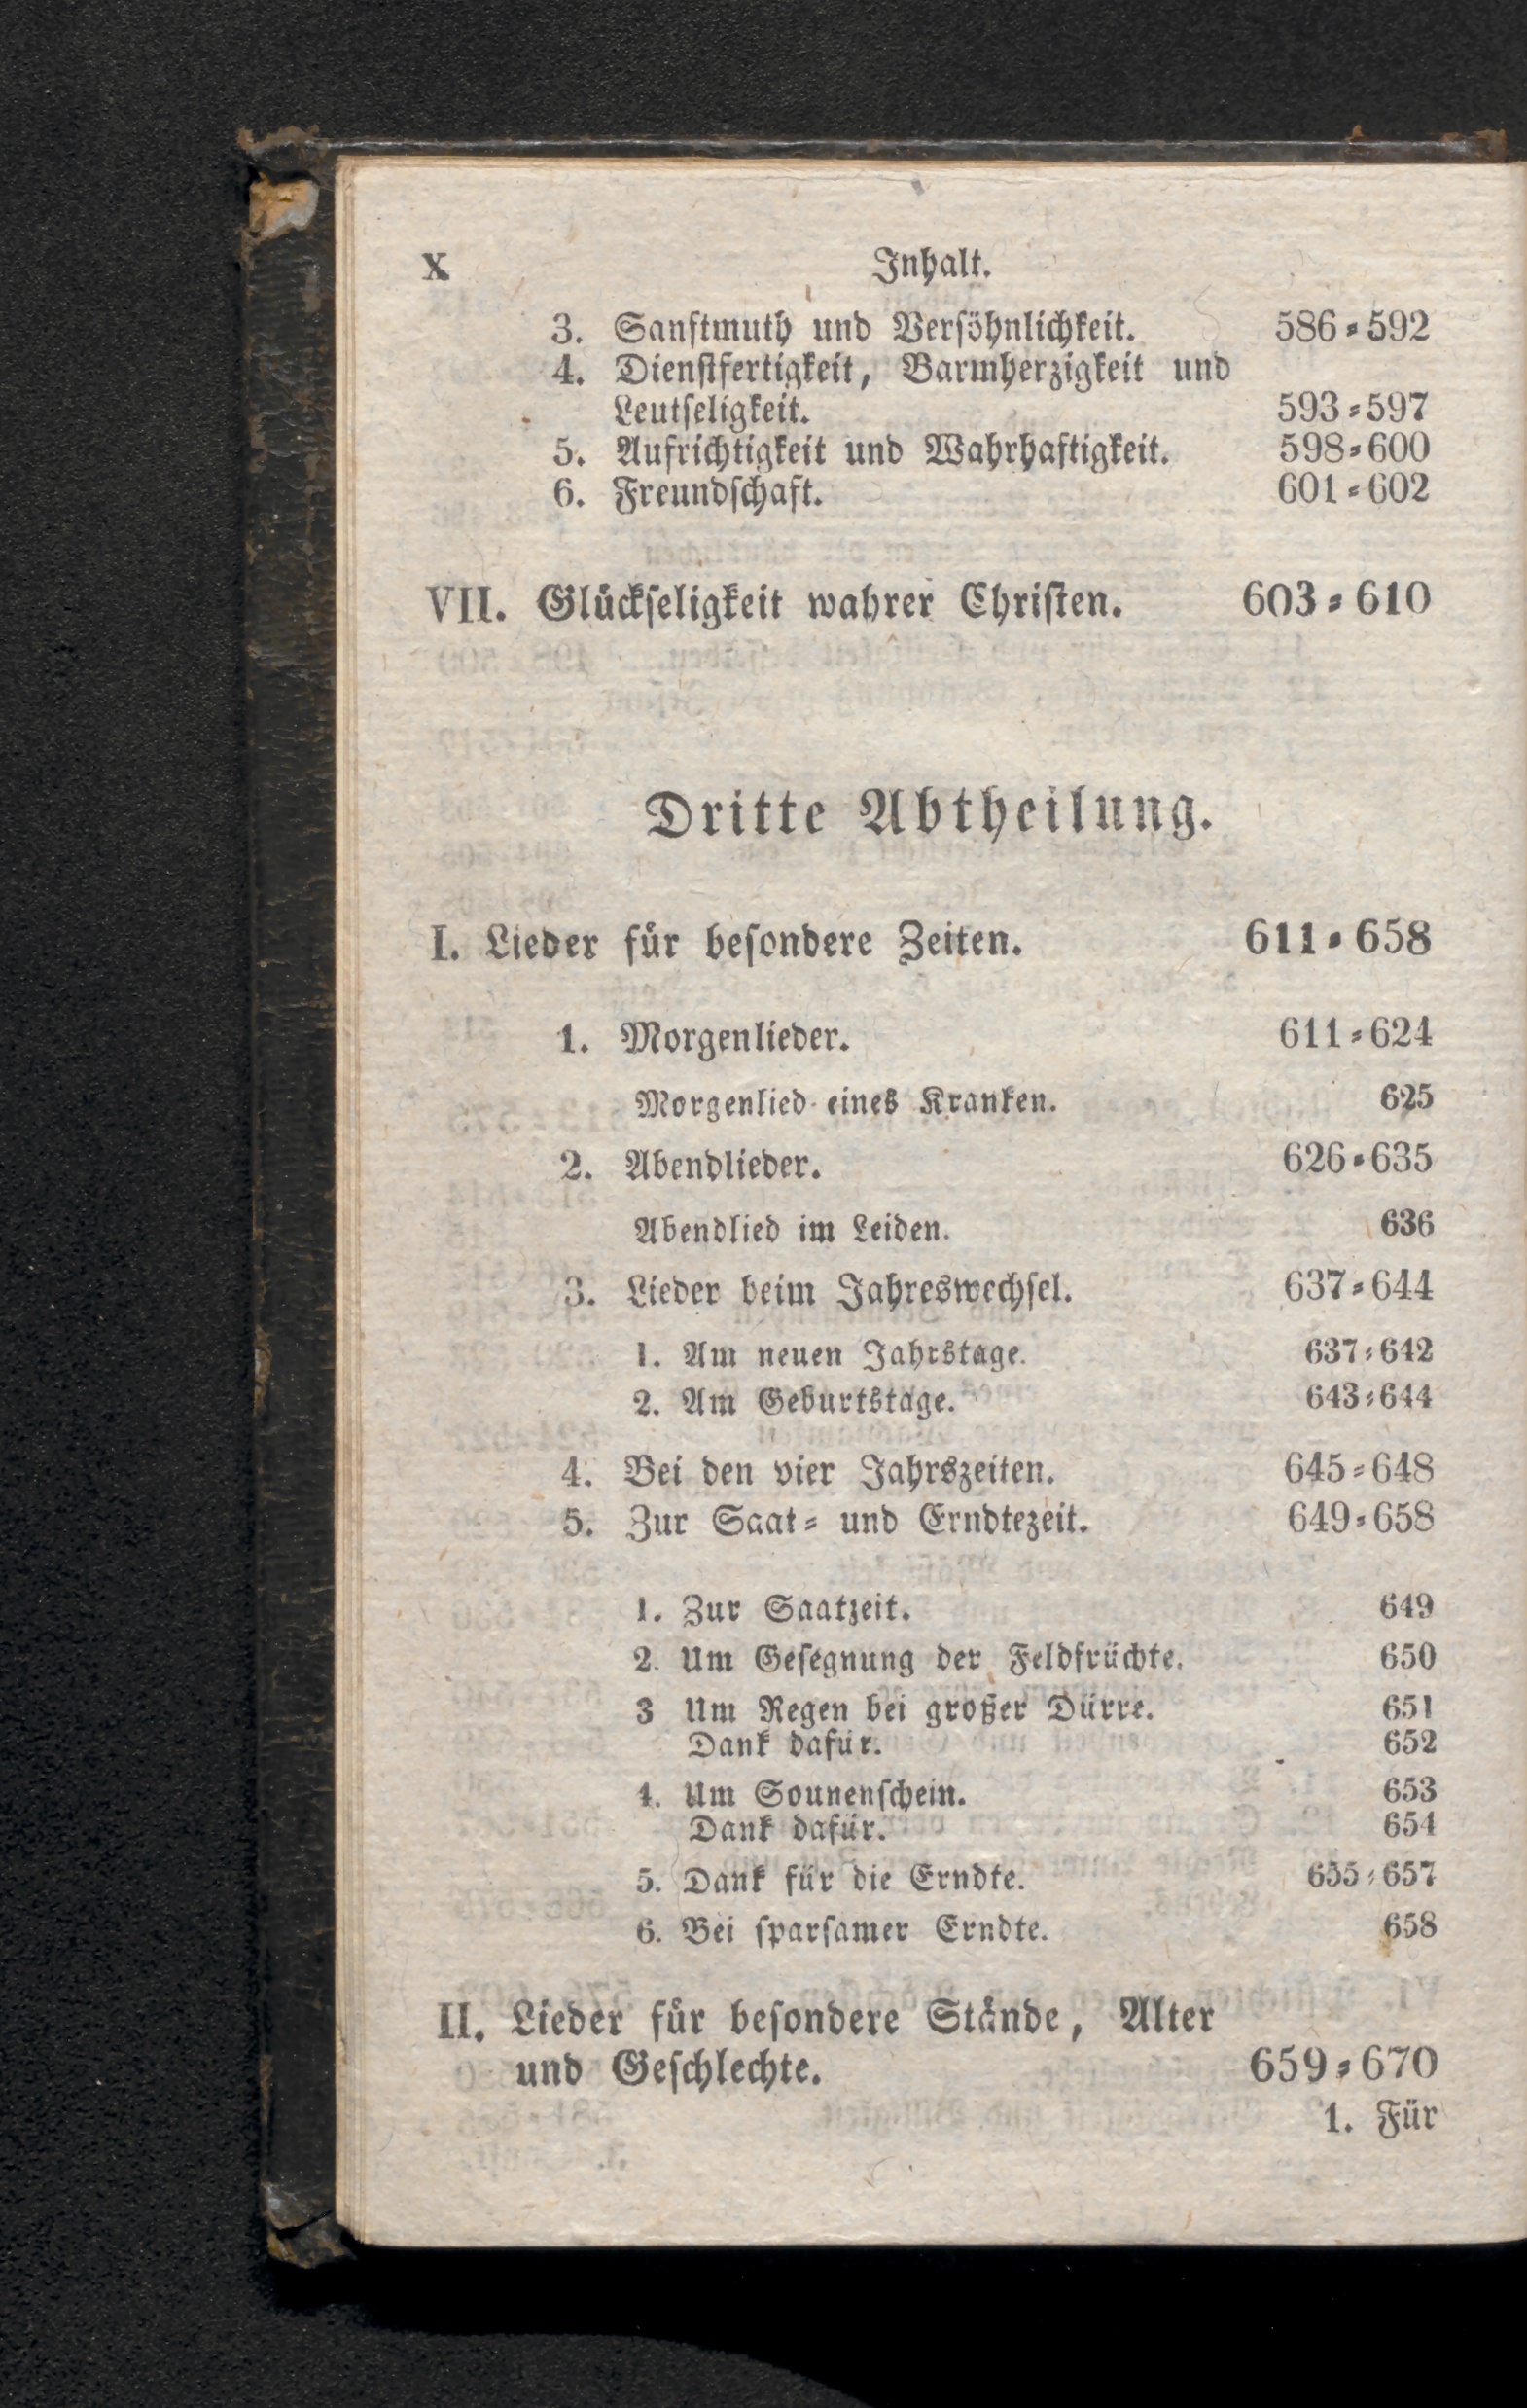 X Inhalt.
3. Sanftmuth und Verſöhnlichkeit. 586⸗592
4. Dienſtfertigkeit, Barmherzigkeit und
Leutſeligkeit. 593⸗597
5. Aufrichtigkeit und Wahrhaftigkeit. 598⸗600
6. Freundſchaft. 601⸗602
VII. Glückſeligkeit wahrer Chriſten. 603⸗610
Dritte Abtheilung.
I. Lieder für beſondere Zeiten. 611⸗658
1. Morgenlieder. 611⸗624
Morgenlied eines Kranken. 625
2. Abendlieder. 626⸗635
Abendlied im Leiden. 636
3. Lieder beim Jahreswechſel. 637⸗644
1. Am neuen Jahrstage. 637⸗642
2. Am Geburtstage. 643⸗644
4. Bei den vier Jahrszeiten. 645⸗648
5. Zur Saat⸗ und Erndtezeit. 649⸗658
1. Zur Saatzeit. 649
2. Um Geſegnung der Feldfrüchte. 650
3 Um Regen bei großer Dürre. 651
Dank dafür. 652
4. Um Sounenſchein. 653
Dank dafür. 654
5. Dank für die Erndte. 655⸗657
6. Bei ſparſamer Erndte. 658
II. Lieder für beſondere Stände, Alter
und Geſchlechte. 659⸗670
1. Für